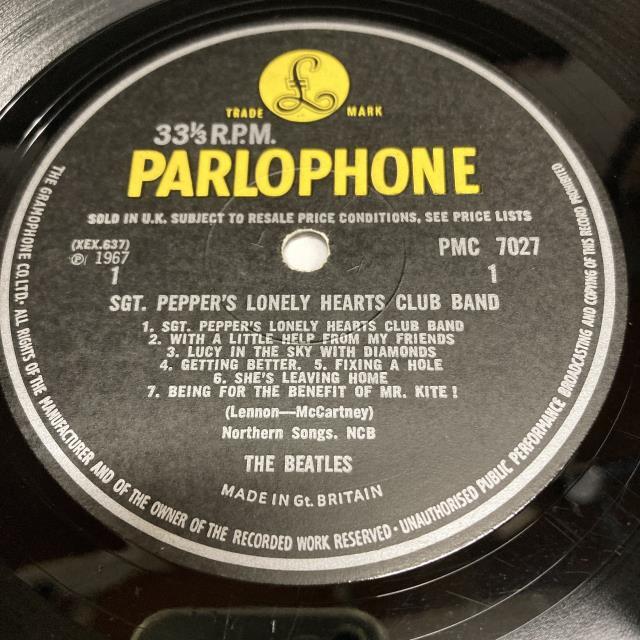 £
TRADE MARK
33⅓ R.P.M.
PARLOPHONE
SOLD IN U.K. SUBJECT TO RESALE PRICE CONDITIONS, SEE PRICE LISTS
(XEX.637)
℗ 1967
1
PMC 7027
1
SGT. PEPPER'S LONELY HEARTS CLUB BAND
1. SGT. PEPPER'S LONELY HEARTS CLUB BAND
2. WITH A LITTLE HELP FROM MY FRIENDS
3. LUCY IN THE SKY WITH DIAMONDS
4. GETTING BETTER. 5. FIXING A HOLE
6. SHE'S LEAVING HOME
7. BEING FOR THE BENEFIT OF MR. KITE!
(Lennon—McCartney)
Northern Songs. NCB
THE BEATLES
MADE IN Gt. BRITAIN
THE GRAMOPHONE CO. LTD · ALL RIGHTS OF THE MANUFACTURER AND OF THE OWNER OF THE RECORDED WORK RESERVED · UNAUTHORISED PUBLIC PERFORMANCE BROADCASTING AND COPYING OF THIS RECORD PROHIBITED